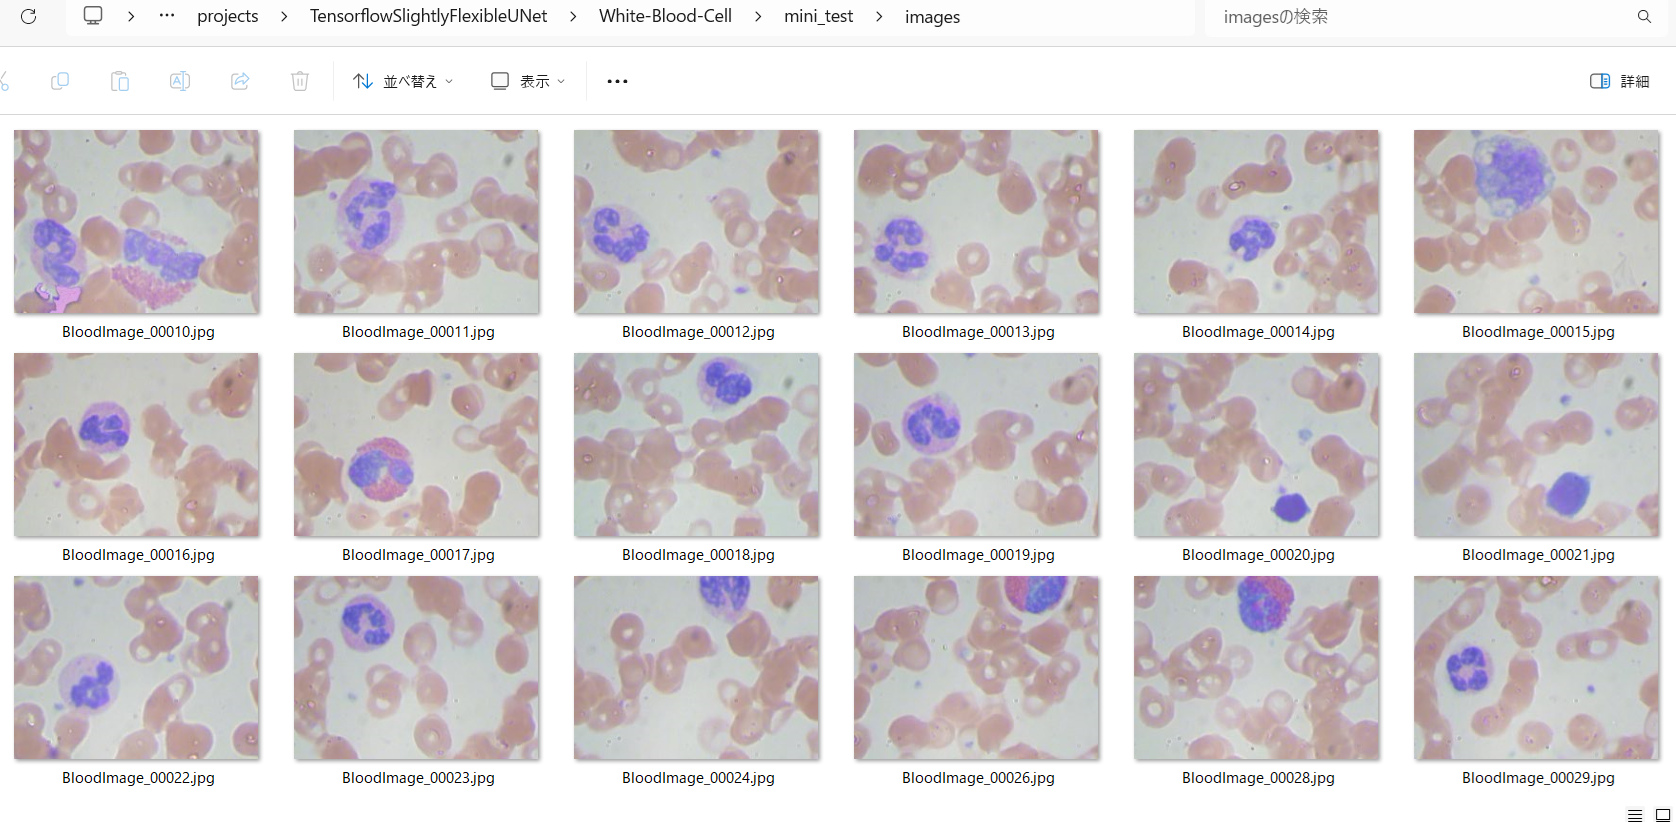 … projects TensorflowSlightlyFlexibleUNet White-Blood-Cell mini_test images imagesの検索
並べ替え 表示 … 詳細
BloodImage_00010.jpg BloodImage_00011.jpg BloodImage_00012.jpg BloodImage_00013.jpg BloodImage_00014.jpg BloodImage_00015.jpg
BloodImage_00016.jpg BloodImage_00017.jpg BloodImage_00018.jpg BloodImage_00019.jpg BloodImage_00020.jpg BloodImage_00021.jpg
BloodImage_00022.jpg BloodImage_00023.jpg BloodImage_00024.jpg BloodImage_00026.jpg BloodImage_00028.jpg BloodImage_00029.jpg